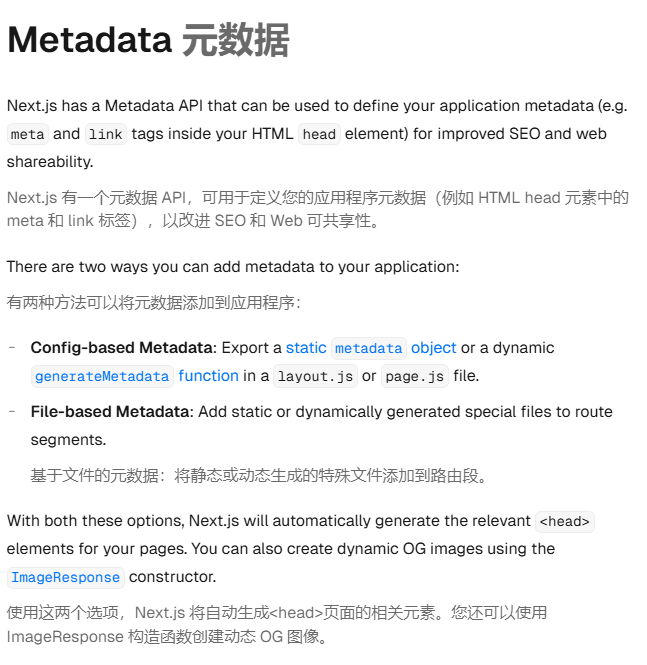 Metadata 元数据
Next.js has a Metadata API that can be used to define your application metadata (e.g.
meta and link tags inside your HTML head element) for improved SEO and web
shareability.
Next.js 有一个元数据 API，可用于定义您的应用程序元数据（例如 HTML head 元素中的
meta 和 link 标签），以改进 SEO 和 Web 可共享性。
There are two ways you can add metadata to your application:
有两种方法可以将元数据添加到应用程序：
- Config-based Metadata: Export a static metadata object or a dynamic
generateMetadata function in a layout.js or page.js file.
- File-based Metadata: Add static or dynamically generated special files to route
segments.
基于文件的元数据：将静态或动态生成的特殊文件添加到路由段。
With both these options, Next.js will automatically generate the relevant <head>
elements for your pages. You can also create dynamic OG images using the
ImageResponse constructor.
使用这两个选项，Next.js 将自动生成<head>页面的相关元素。您还可以使用
ImageResponse 构造函数创建动态 OG 图像。